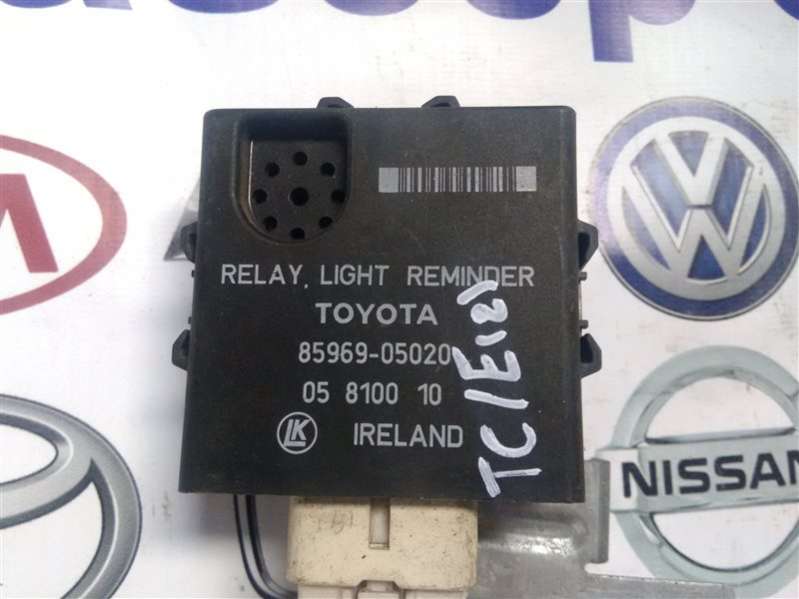 RELAY, LIGHT REMINDER
TOYOTA
85969-05020
05 8100 10
LK IRELAND
TC/E121
NISSAN